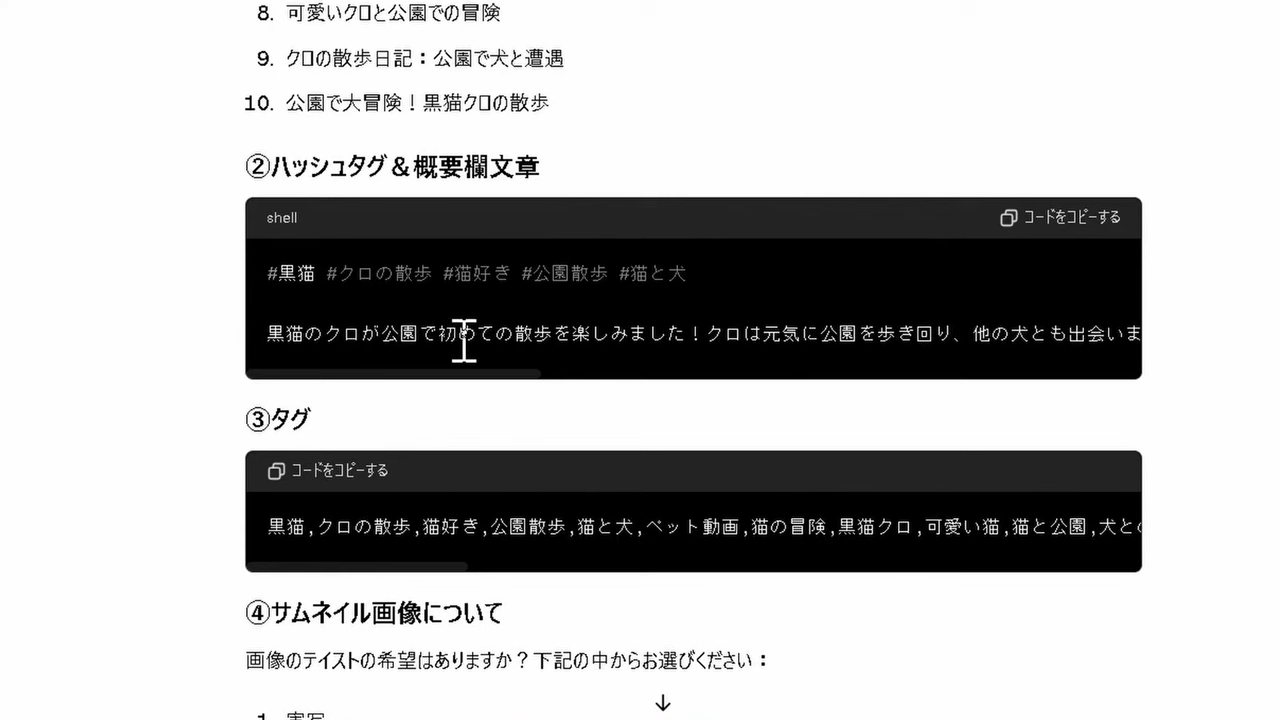 8. 可愛いクロと公園での冒険
9. クロの散歩日記：公園で犬と遭遇
10. 公園で大冒険！黒猫クロの散歩
②ハッシュタグ＆概要欄文章
shell コードをコピーする
#黒猫 #クロの散歩 #猫好き #公園散歩 #猫と犬
黒猫のクロが公園で初めての散歩を楽しみました！クロは元気に公園を歩き回り、他の犬とも出会いま
③タグ
コードをコピーする
黒猫,クロの散歩,猫好き,公園散歩,猫と犬,ペット動画,猫の冒険,黒猫クロ,可愛い猫,猫と公園,犬と
④サムネイル画像について
画像のテイストの希望はありますか？下記の中からお選びください：
1. 実写